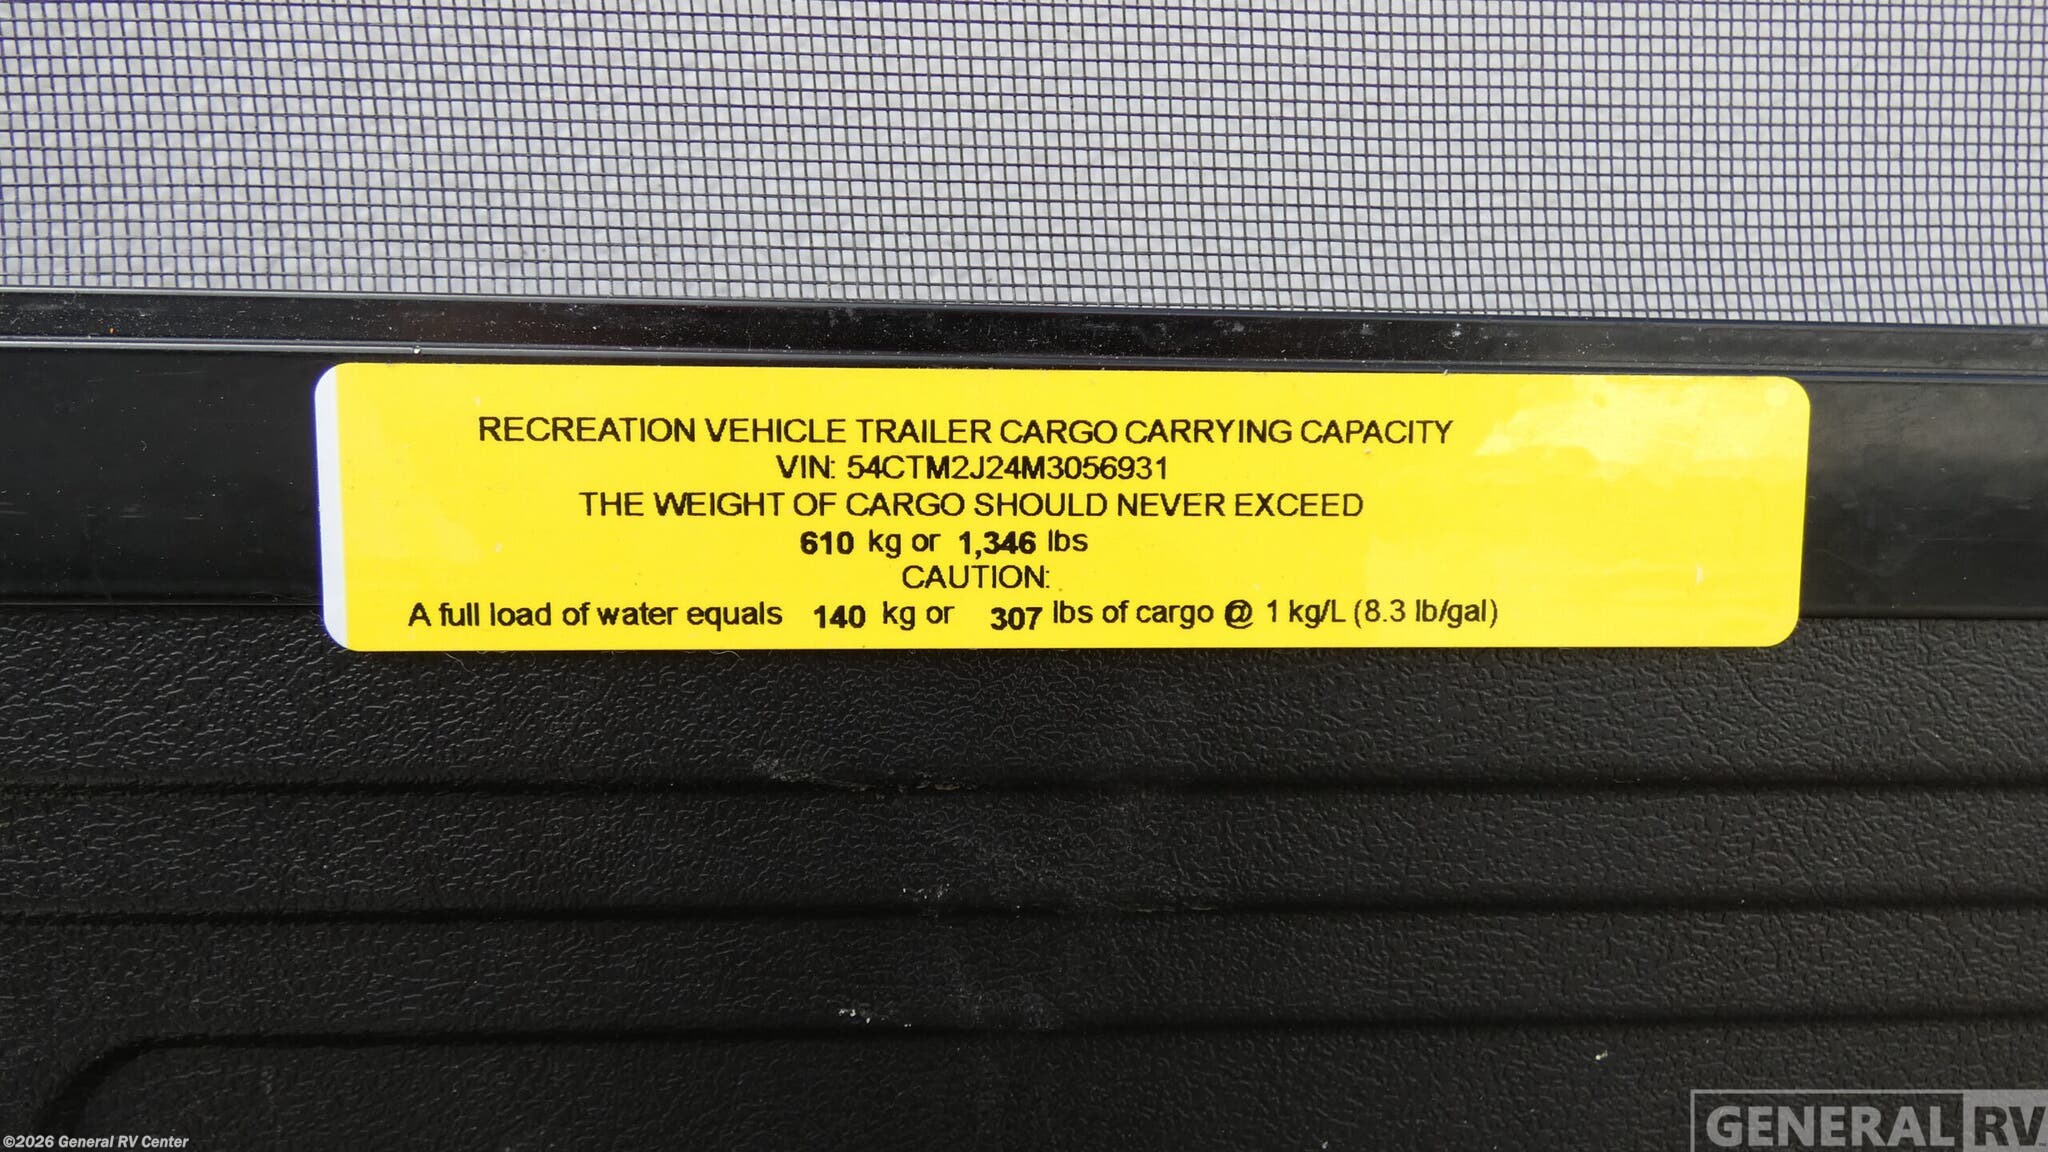 RECREATION VEHICLE TRAILER CARGO CARRYING CAPACITY
VIN: 54CTM2J24M3056931
THE WEIGHT OF CARGO SHOULD NEVER EXCEED
610 kg or 1,346 lbs
CAUTION:
A full load of water equals 140 kg or 307 lbs of cargo @ 1 kg/L (8.3 lb/gal)
GENERAL RV
©2026 General RV Center